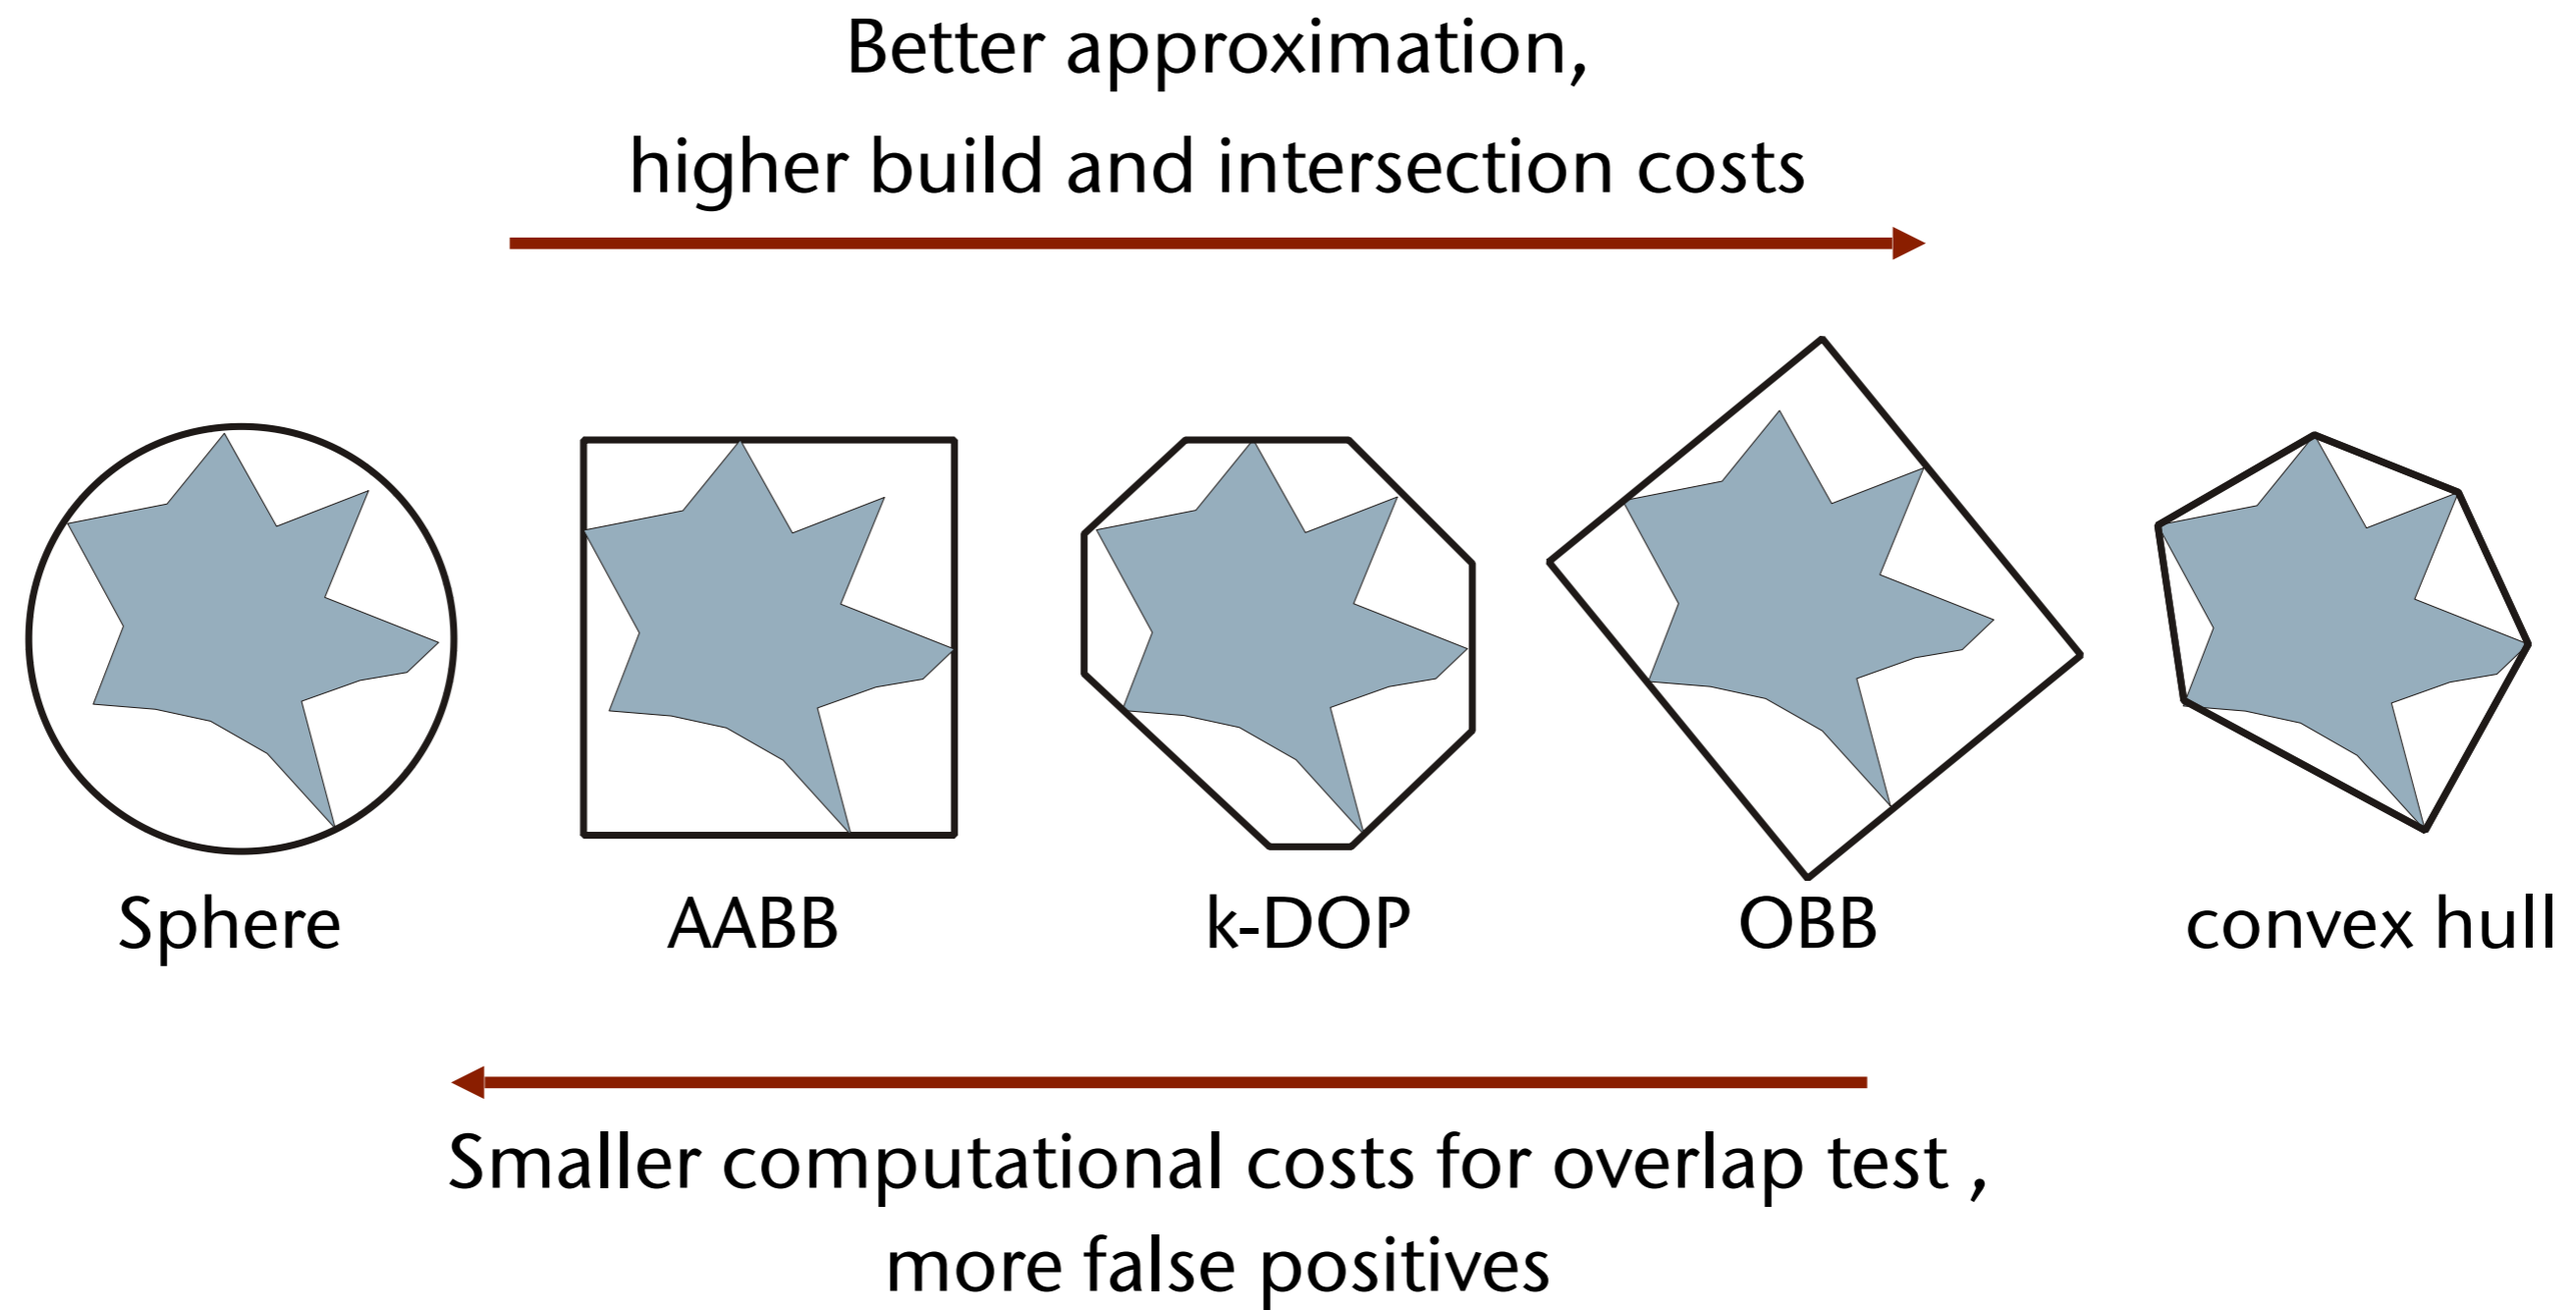 Better approximation,
higher build and intersection costs
Sphere
AABB
k-DOP
OBB
convex hull
Smaller computational costs for overlap test ,
more false positives